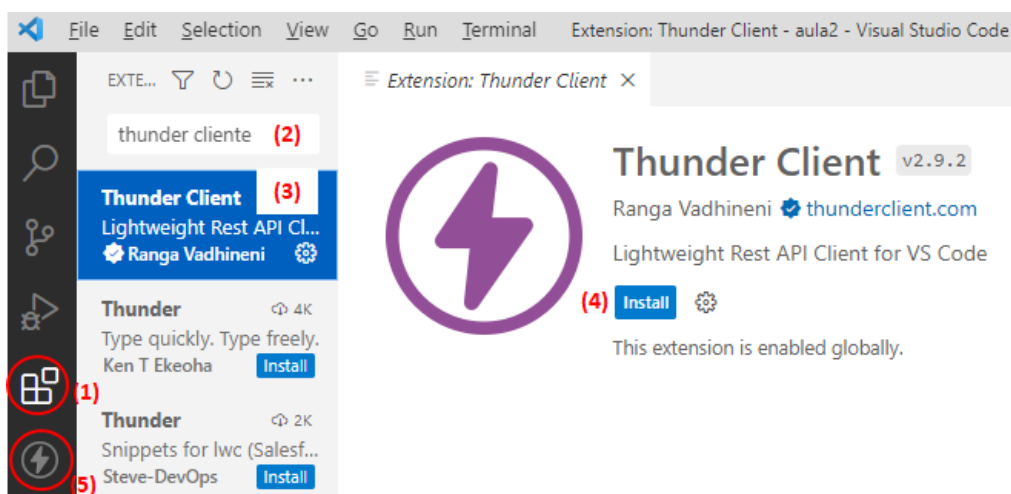 File Edit Selection View Go Run Terminal Extension: Thunder Client - aula2 - Visual Studio Code
EXTE...
Extension: Thunder Client
thunder cliente (2)
Thunder Client (3)
Lightweight Rest API Cl...
Ranga Vadhineni
Thunder 4K
Type quickly. Type freely.
Ken T Ekeoha Install
(1)
Thunder 2K
Snippets for lwc (Salesf...
Steve-DevOps Install
(5)
Thunder Client v2.9.2
Ranga Vadhineni thunderclient.com
Lightweight Rest API Client for VS Code
(4) Install
This extension is enabled globally.